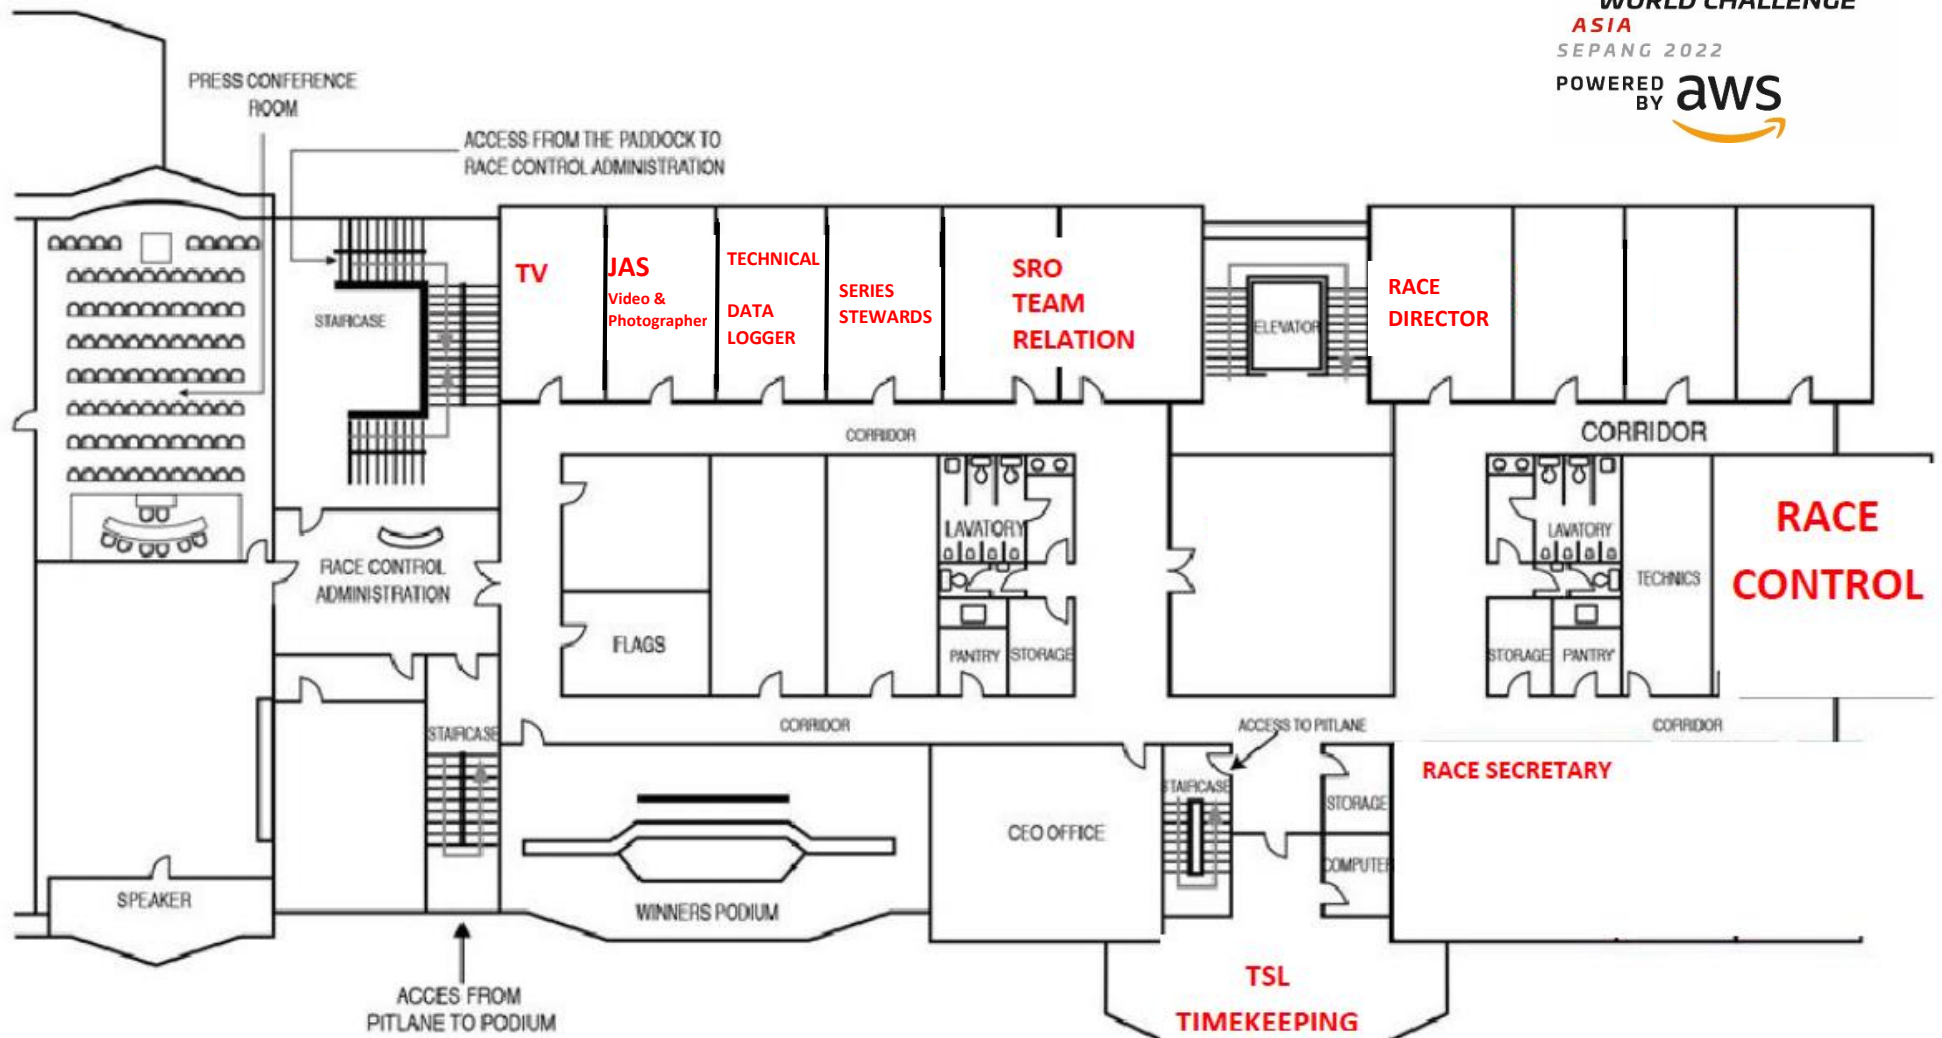 WORLD CHALLENGE
ASIA
SEPANG 2022
POWERED
BY aws
PRESS CONFERENCE
ROOM
ACCESS FROM THE PADDOCK TO
RACE CONTROL ADMINISTRATION
STAIRCASE
TV
JAS
Video &
Photographer
TECHNICAL
DATA
LOGGER
SERIES
STEWARDS
SRO
TEAM
RELATION
ELEVATOR
RACE
DIRECTOR
CORRIDOR
CORRIDOR
RACE CONTROL
ADMINISTRATION
FLAGS
LAVATORY
PANTRY
STORAGE
LAVATORY
STORAGE
PANTRY
TECHNICS
RACE
CONTROL
STAIRCASE
CORRIDOR
ACCESS TO PITLANE
CORRIDOR
RACE SECRETARY
STAIRCASE
STORAGE
CEO OFFICE
COMPUTER
SPEAKER
WINNERS PODIUM
ACCES FROM
PITLANE TO PODIUM
TSL
TIMEKEEPING